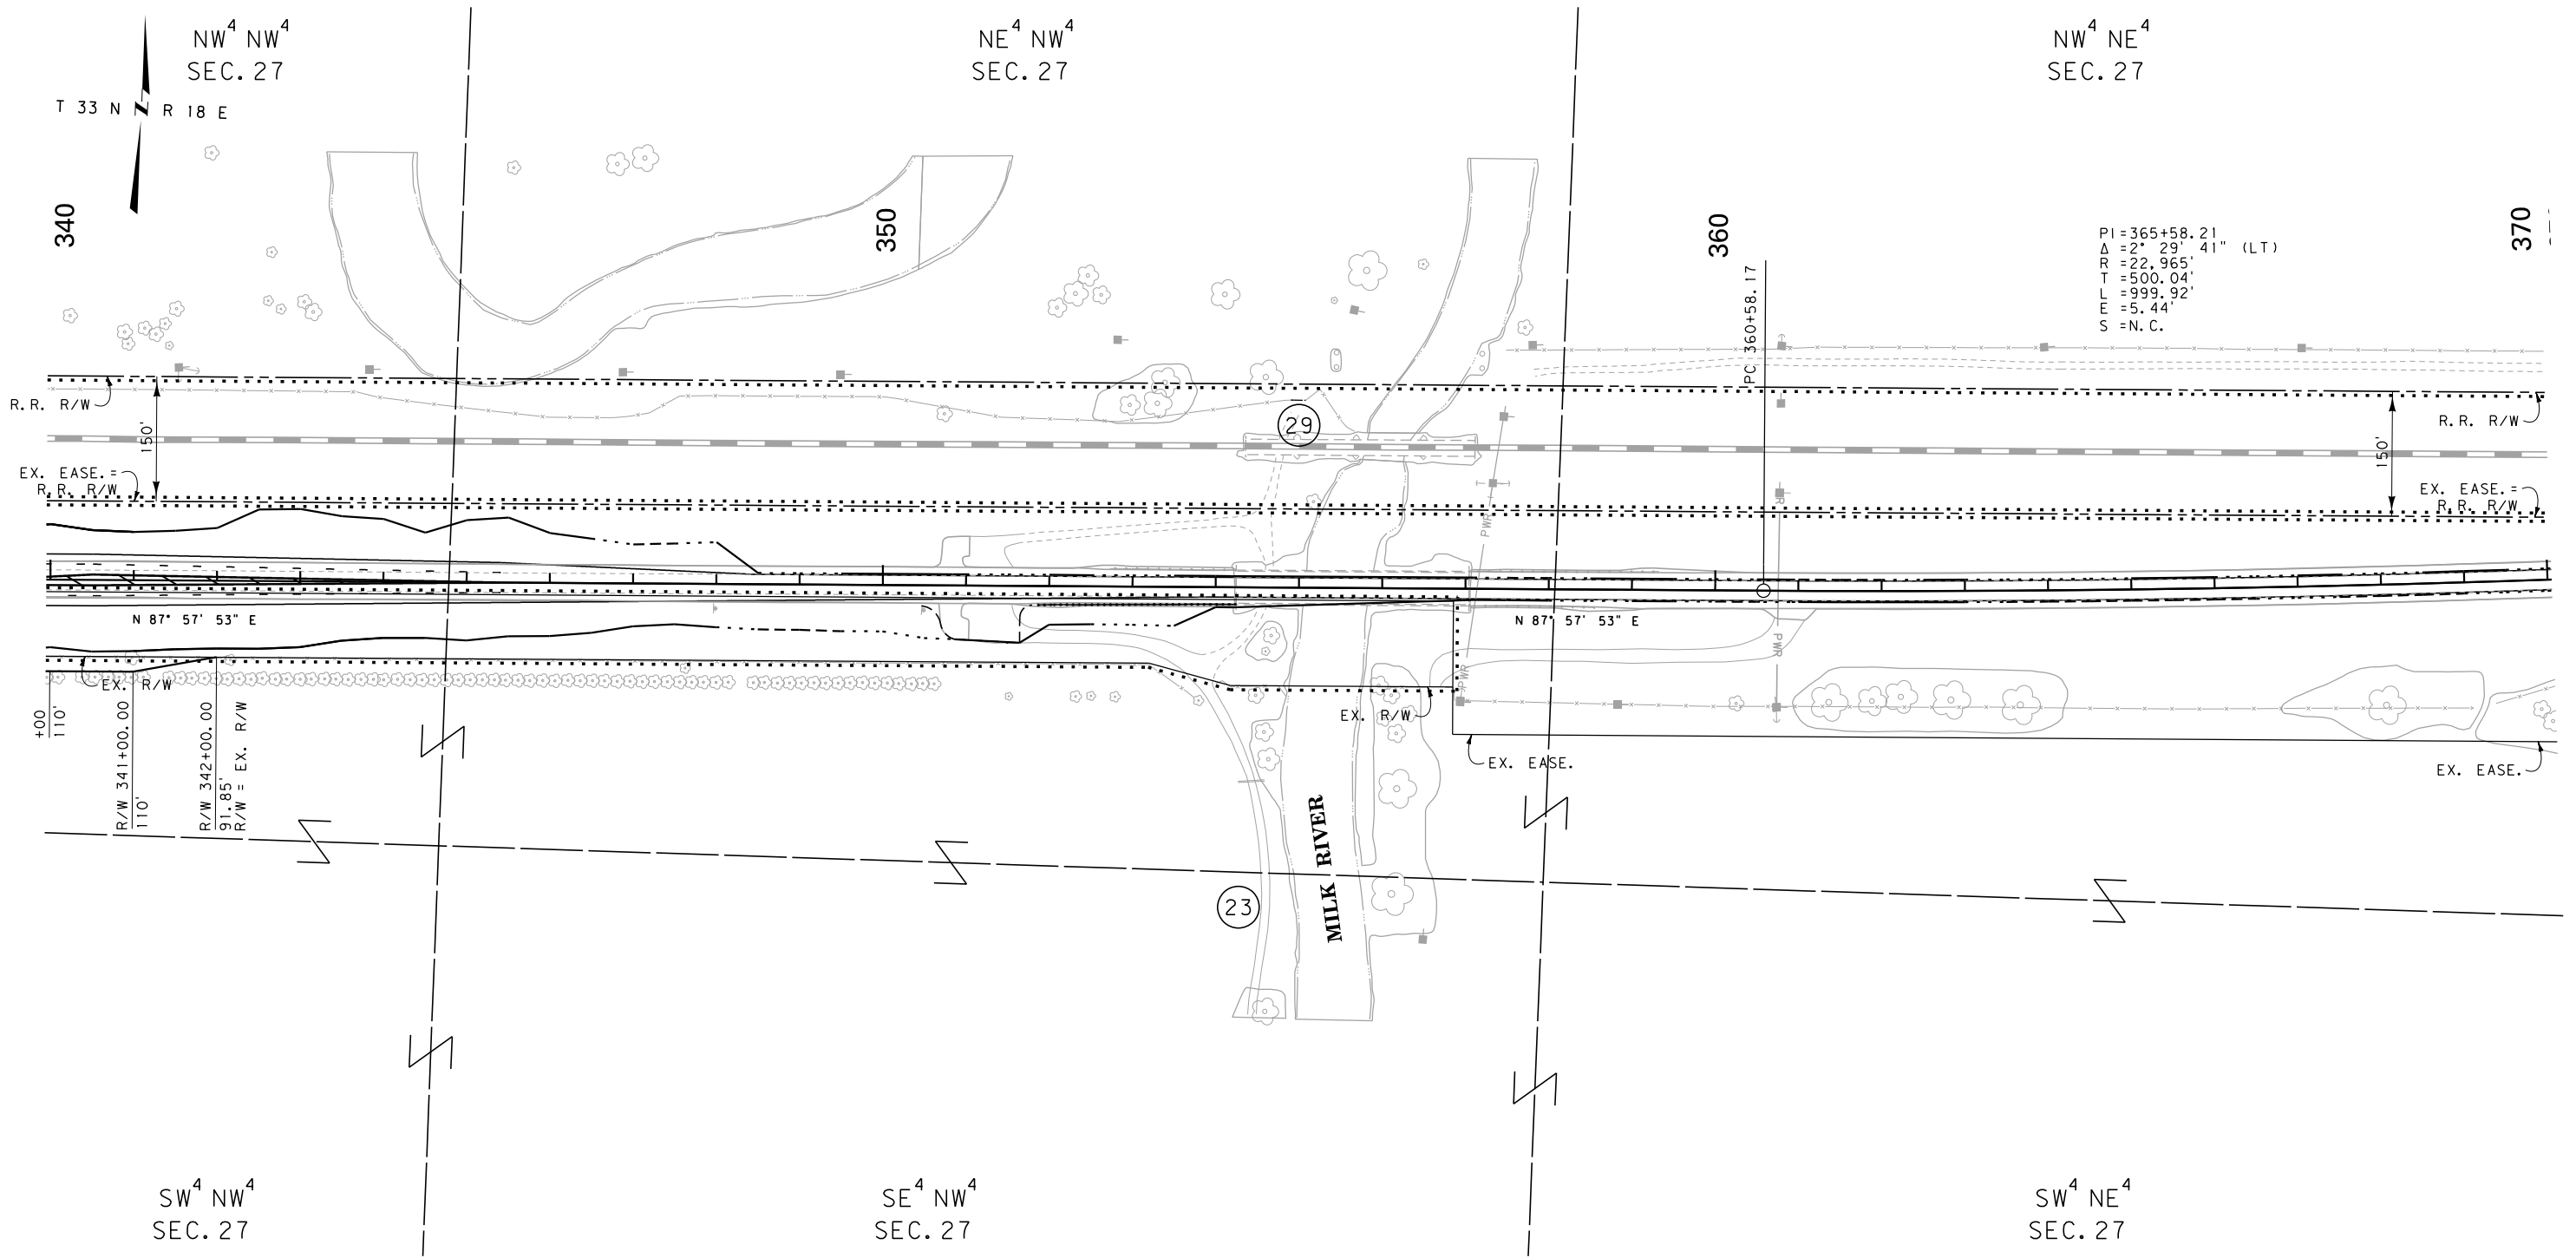 NW4 NW4
SEC. 27
NE4 NW4
SEC. 27
NW4 NE4
SEC. 27
T 33 N
N
R 18 E
340
350
360
370
PI =365+58.21
Δ =2° 29' 41" (LT)
R =22,965'
T =500.04'
L =999.92'
E =5.44'
S =N.C.
PC 360+58.17
R.R. R/W
150'
29
R.R. R/W
150'
EX. EASE.=
R.R. R/W
EX. EASE.=
R.R. R/W
PWR
PWR
PWR
N 87° 57' 53" E
N 87° 57' 53" E
EX. R/W
EX. R/W
+00
110'
R/W 341+00.00
110'
R/W 342+00.00
91.85'
R/W = EX. R/W
EX. EASE.
EX. EASE.
MILK RIVER
23
SW4 NW4
SEC. 27
SE4 NW4
SEC. 27
SW4 NE4
SEC. 27